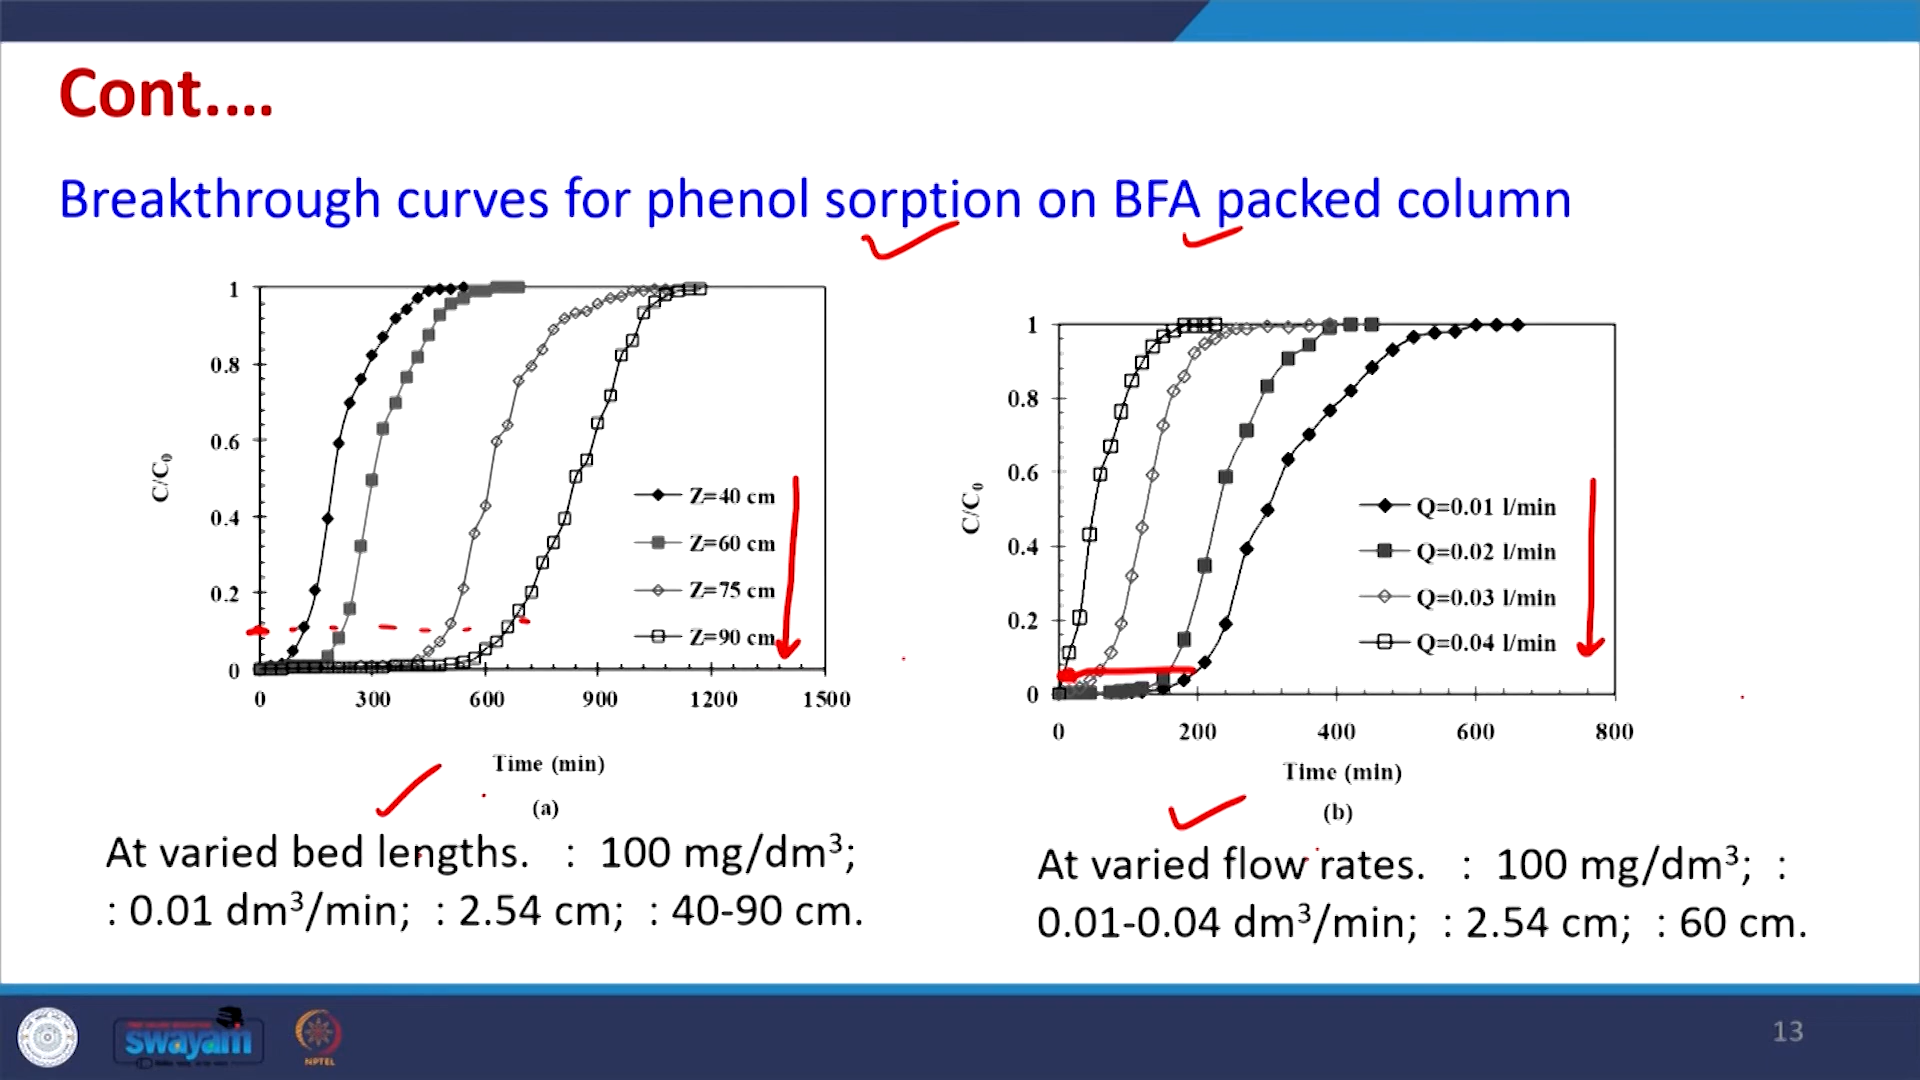 Cont....
Breakthrough curves for phenol sorption on BFA packed column
1
0.8
0.6
0.4
0.2
0
C/C₀
Z=40 cm
Z=60 cm
Z=75 cm
Z=90 cm
0 300 600 900 1200 1500
Time (min)
(a)
At varied bed lengths. : 100 mg/dm³;
: 0.01 dm³/min; : 2.54 cm; : 40-90 cm.
1
0.8
0.6
0.4
0.2
0
C/C₀
Q=0.01 l/min
Q=0.02 l/min
Q=0.03 l/min
Q=0.04 l/min
0 200 400 600 800
Time (min)
(b)
At varied flow rates. : 100 mg/dm³; :
0.01-0.04 dm³/min; : 2.54 cm; : 60 cm.
swayam
NPTEL
13